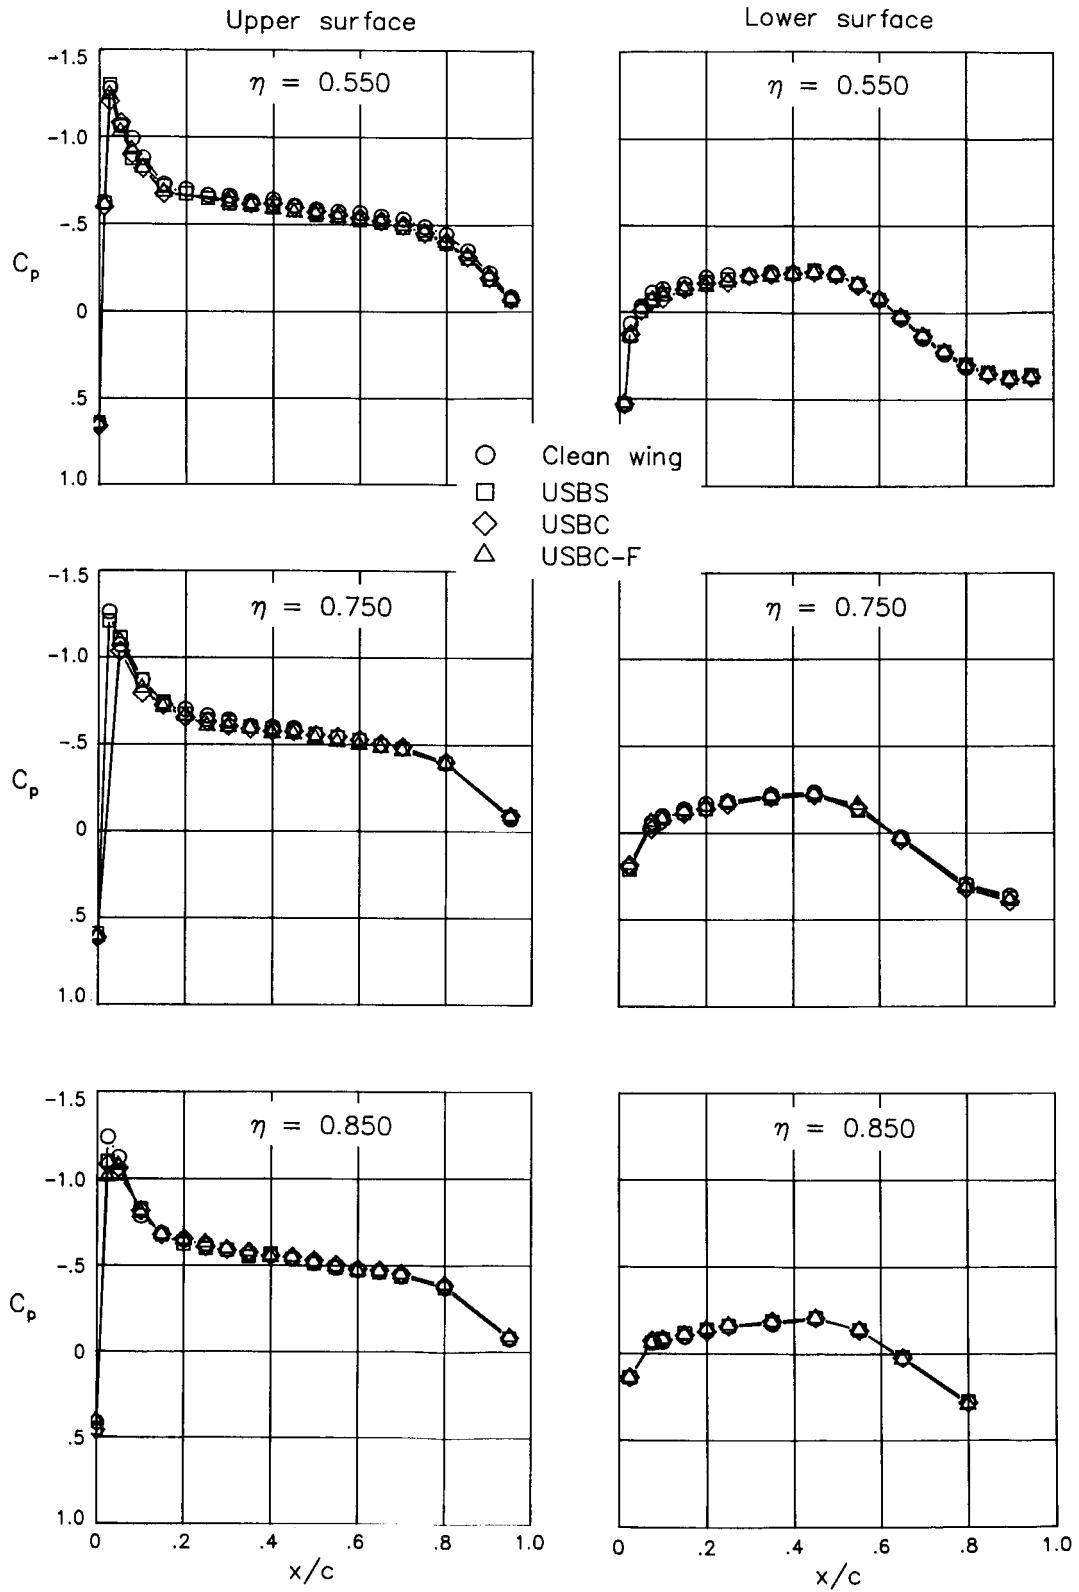 Upper surface
Lower surface
-1.5
η = 0.550
η = 0.550
-1.0
-.5
Cp
0
.5
1.0
Clean wing
USBS
USBC
USBC-F
-1.5
η = 0.750
η = 0.750
-1.0
-.5
Cp
0
.5
1.0
-1.5
η = 0.850
η = 0.850
-1.0
-.5
Cp
0
.5
1.0
0 .2 .4 .6 .8 1.0
0 .2 .4 .6 .8 1.0
x/c
x/c